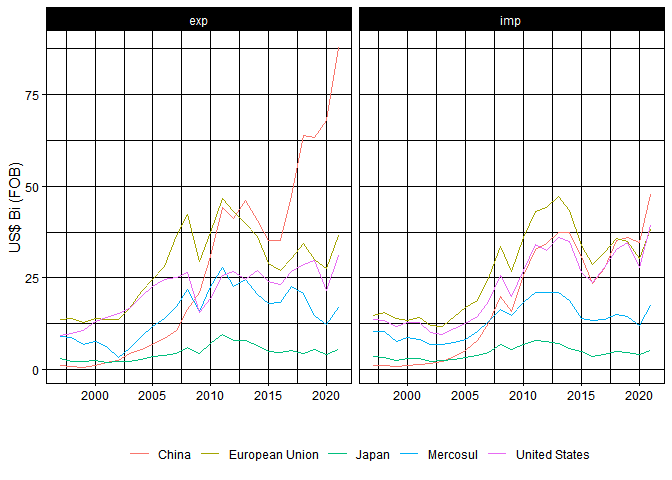 exp imp
US$ Bi (FOB)
75
50
25
0
2000 2005 2010 2015 2020 2000 2005 2010 2015 2020
China European Union Japan Mercosul United States